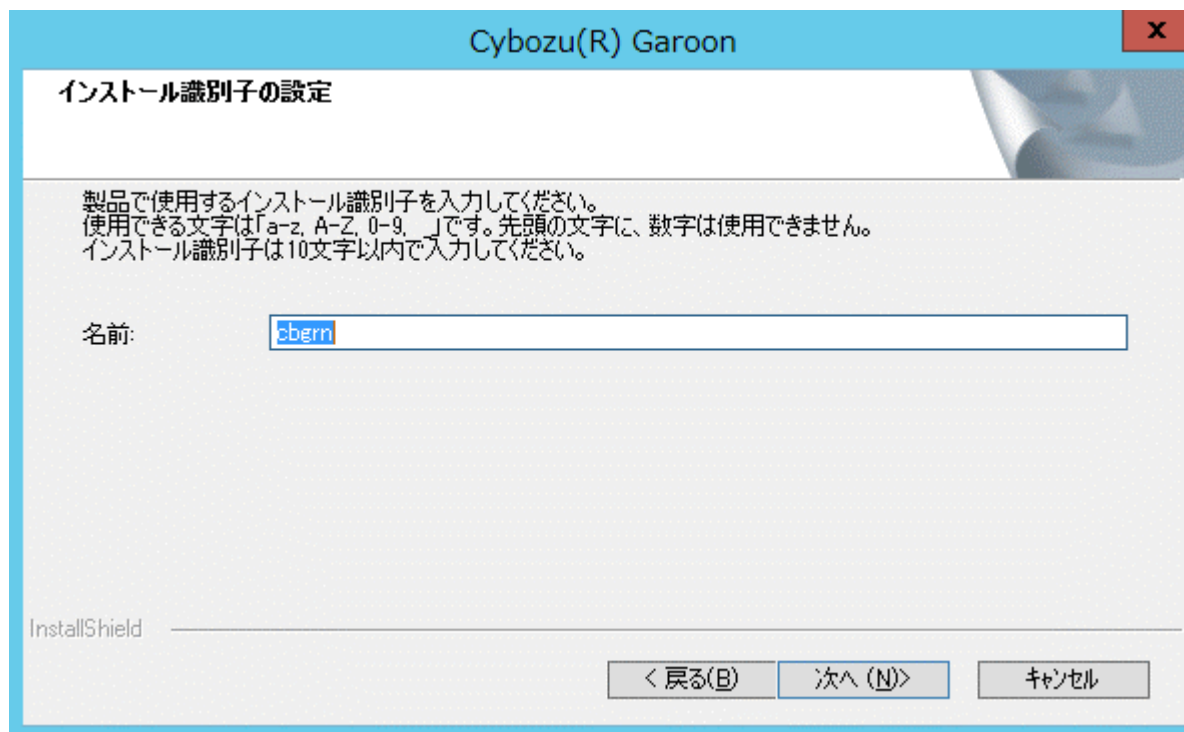 Cybozu(R) Garoon
x
インストール識別子の設定
製品で使用するインストール識別子を入力してください。
使用できる文字は「a-z, A-Z, 0-9, _」です。先頭の文字に、数字は使用できません。
インストール識別子は10文字以内で入力してください。
名前:
cbgrn
InstallShield
< 戻る(B)
次へ (N)>
キャンセル